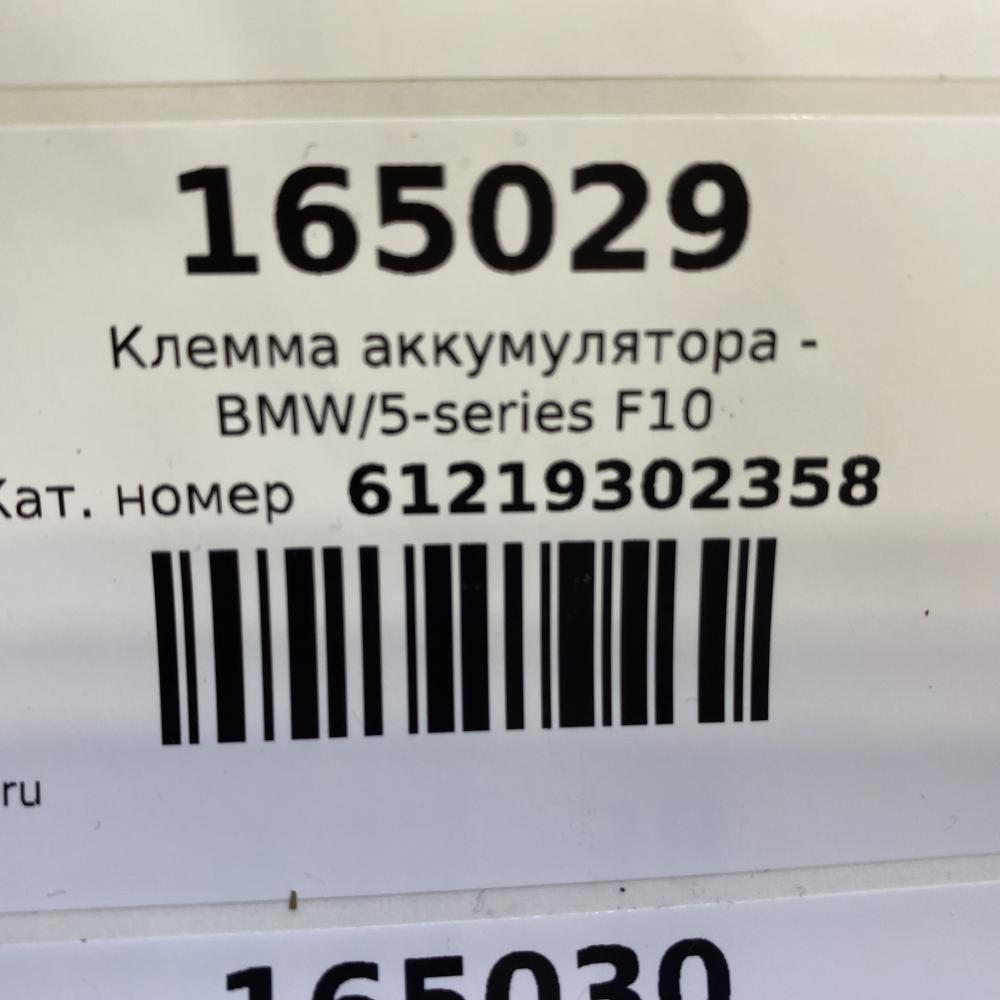 165029
Клемма аккумулятора -
BMW/5-series F10
Кат. номер 61219302358
ru
165030